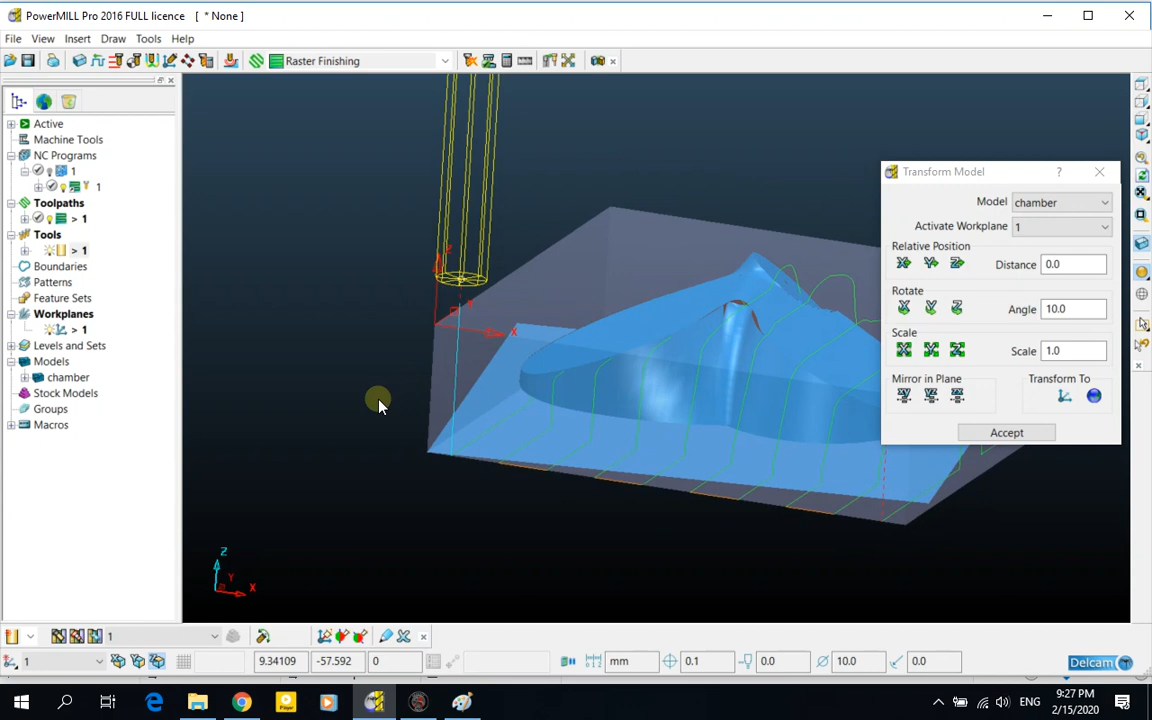 PowerMILL Pro 2016 FULL licence [ * None ]
File View Insert Draw Tools Help
Raster Finishing
Active
Machine Tools
NC Programs
1
1
Toolpaths
> 1
Tools
> 1
Boundaries
Patterns
Feature Sets
Workplanes
> 1
Levels and Sets
Models
chamber
Stock Models
Groups
Macros
Transform Model ?
Model chamber
Activate Workplane 1
Relative Position
X Y Z Distance 0.0
Rotate
X Y Z Angle 10.0
Scale
X Y Z Scale 1.0
Mirror in Plane Transform To
XY YZ ZX
Accept
Z
Y
X
Z
Y
X
1
1 9.34109 -57.592 0 mm 0.1 0.0 10.0 0.0 Delcam
Player
ENG 9:27 PM
2/15/2020